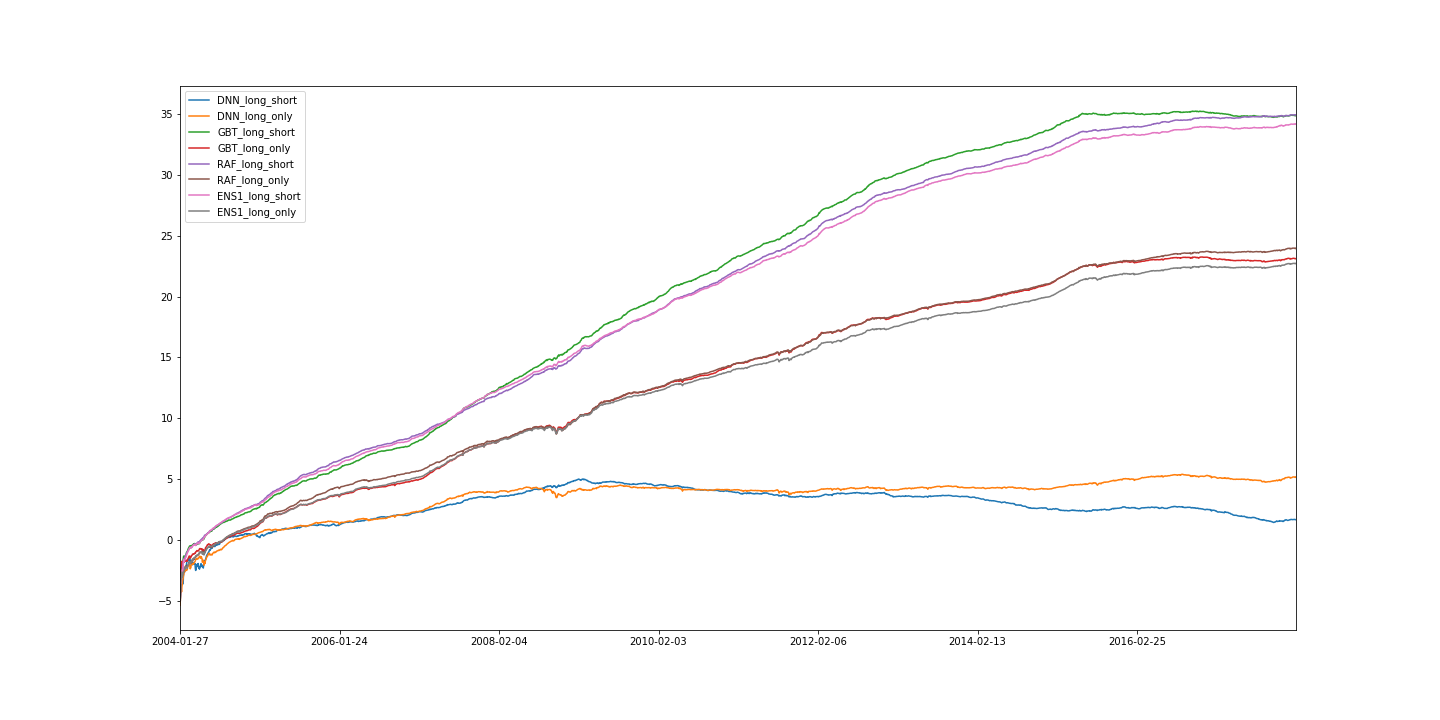 DNN_long_short
DNN_long_only
GBT_long_short
GBT_long_only
RAF_long_short
RAF_long_only
ENS1_long_short
ENS1_long_only
35
30
25
20
15
10
5
0
−5
2004-01-27 2006-01-24 2008-02-04 2010-02-03 2012-02-06 2014-02-13 2016-02-25